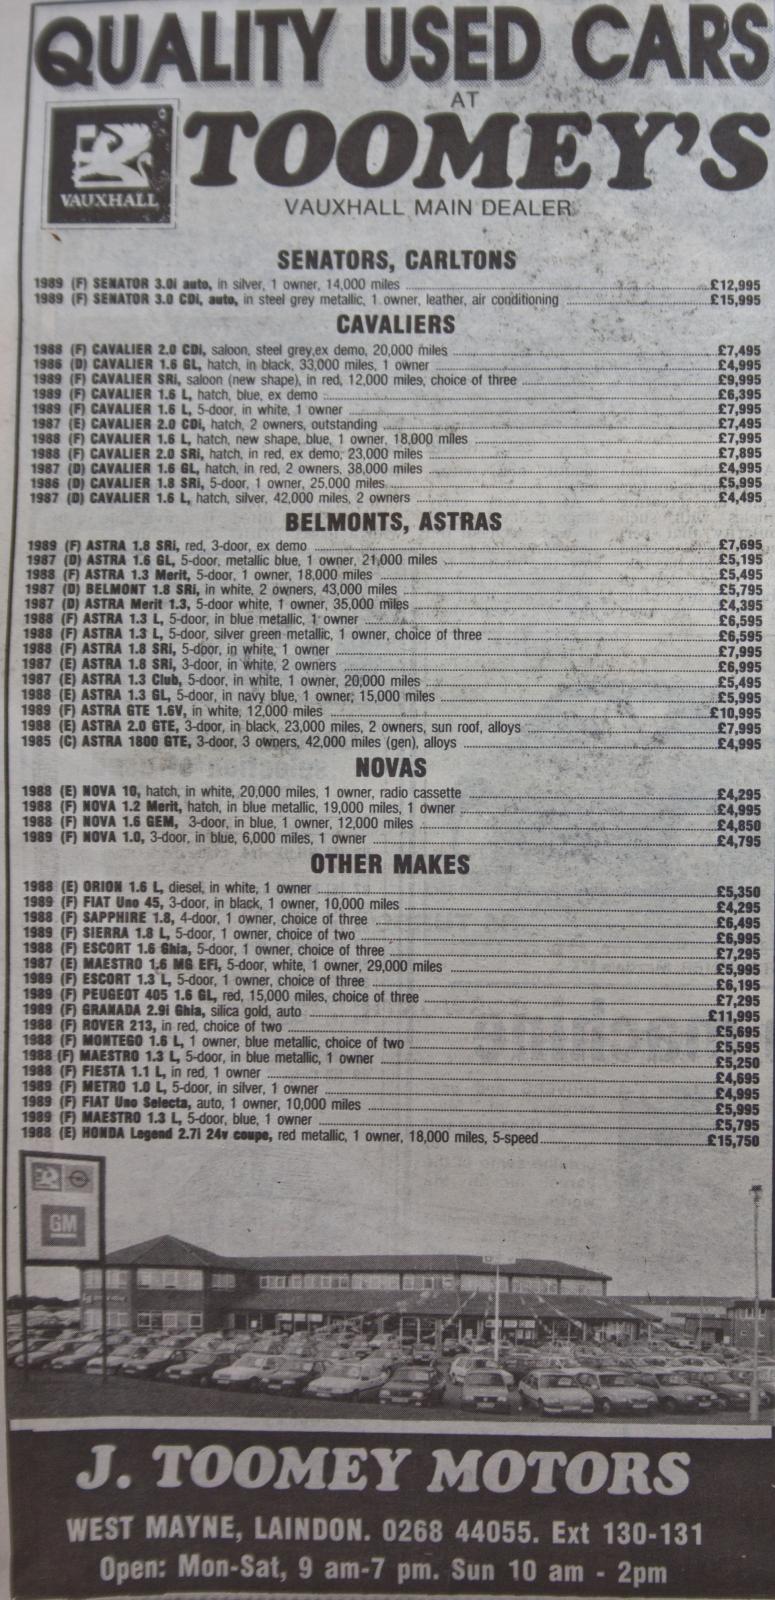 QUALITY USED CARS
AT
TOOMEY'S
VAUXHALL
VAUXHALL MAIN DEALER
SENATORS, CARLTONS
1989 (F) SENATOR 3.0i auto, in silver, 1 owner, 14,000 miles £12,995
1989 (F) SENATOR 3.0 CDi, auto, in steel grey metallic, 1 owner, leather, air conditioning £15,995
CAVALIERS
1988 (F) CAVALIER 2.0 CDi, saloon, steel grey,ex demo, 20,000 miles £7,495
1986 (D) CAVALIER 1.6 GL, hatch, in black, 33,000 miles, 1 owner £4,995
1989 (F) CAVALIER SRi, saloon (new shape), in red, 12,000 miles, choice of three £9,995
1989 (F) CAVALIER 1.6 L, hatch, blue, ex demo £6,395
1989 (F) CAVALIER 1.6 L, 5-door, in white, 1 owner £7,995
1987 (E) CAVALIER 2.0 CDi, hatch, 2 owners, outstanding £7,495
1988 (F) CAVALIER 1.6 L, hatch, new shape, blue, 1 owner, 18,000 miles £7,995
1988 (F) CAVALIER 2.0 SRi, hatch, in red, ex demo, 23,000 miles £7,895
1987 (D) CAVALIER 1.6 GL, hatch, in red, 2 owners, 38,000 miles £4,995
1986 (D) CAVALIER 1.8 SRi, 5-door, 1 owner, 25,000 miles £5,995
1987 (D) CAVALIER 1.6 L, hatch, silver, 42,000 miles, 2 owners £4,495
BELMONTS, ASTRAS
1989 (F) ASTRA 1.8 SRi, red, 3-door, ex demo £7,695
1987 (D) ASTRA 1.6 GL, 5-door, metallic blue, 1 owner, 21,000 miles £5,195
1988 (F) ASTRA 1.3 Merit, 5-door, 1 owner, 18,000 miles £5,495
1987 (D) BELMONT 1.8 SRi, in white, 2 owners, 43,000 miles £5,795
1987 (D) ASTRA Merit 1.3, 5-door white, 1 owner, 35,000 miles £4,395
1988 (F) ASTRA 1.3 L, 5-door, in blue metallic, 1 owner £6,595
1988 (F) ASTRA 1.3 L, 5-door, silver green metallic, 1 owner, choice of three £6,595
1988 (F) ASTRA 1.8 SRi, 5-door, in white, 1 owner £7,995
1987 (E) ASTRA 1.8 SRi, 3-door, in white, 2 owners £6,995
1987 (E) ASTRA 1.3 Club, 5-door, in white, 1 owner, 20,000 miles £5,495
1988 (E) ASTRA 1.3 GL, 5-door, in navy blue, 1 owner, 15,000 miles £5,995
1989 (F) ASTRA GTE 1.6V, in white, 12,000 miles £10,995
1988 (E) ASTRA 2.0 GTE, 3-door, in black, 23,000 miles, 2 owners, sun roof, alloys £7,995
1985 (C) ASTRA 1800 GTE, 3-door, 3 owners, 42,000 miles (gen), alloys £4,995
NOVAS
1988 (E) NOVA 10, hatch, in white, 20,000 miles, 1 owner, radio cassette £4,295
1988 (F) NOVA 1.2 Merit, hatch, in blue metallic, 19,000 miles, 1 owner £4,995
1988 (F) NOVA 1.6 GEM, 3-door, in blue, 1 owner, 12,000 miles £4,850
1989 (F) NOVA 1.0, 3-door, in blue, 6,000 miles, 1 owner £4,795
OTHER MAKES
1988 (E) ORION 1.6 L, diesel, in white, 1 owner £5,350
1989 (F) FIAT Uno 45, 3-door, in black, 1 owner, 10,000 miles £4,295
1988 (F) SAPPHIRE 1.8, 4-door, 1 owner, choice of three £6,495
1989 (F) SIERRA 1.8 L, 5-door, 1 owner, choice of two £6,995
1988 (F) ESCORT 1.6 Ghia, 5-door, 1 owner, choice of three £7,295
1987 (E) MAESTRO 1.6 MG EFi, 5-door, white, 1 owner, 29,000 miles £5,995
1989 (F) ESCORT 1.3 L, 5-door, 1 owner, choice of three £6,195
1989 (F) PEUGEOT 405 1.6 GL, red, 15,000 miles, choice of three £7,295
1989 (F) GRANADA 2.9i Ghia, silica gold, auto £11,995
1988 (F) ROVER 213, in red, choice of two £5,695
1988 (F) MONTEGO 1.6 L, 1 owner, blue metallic, choice of two £5,595
1988 (F) MAESTRO 1.3 L, 5-door, in blue metallic, 1 owner £5,250
1988 (F) FIESTA 1.1 L, in red, 1 owner £4,695
1989 (F) METRO 1.0 L, 5-door, in silver, 1 owner £4,995
1989 (F) FIAT Uno Selecta, auto, 1 owner, 10,000 miles £5,995
1989 (F) MAESTRO 1.3 L, 5-door, blue, 1 owner £5,795
1988 (E) HONDA Legend 2.7i 24v coupe, red metallic, 1 owner, 18,000 miles, 5-speed £15,750
GM
J. TOOMEY MOTORS
WEST MAYNE, LAINDON. 0268 44055. Ext 130-131
Open: Mon-Sat, 9 am-7 pm. Sun 10 am - 2pm